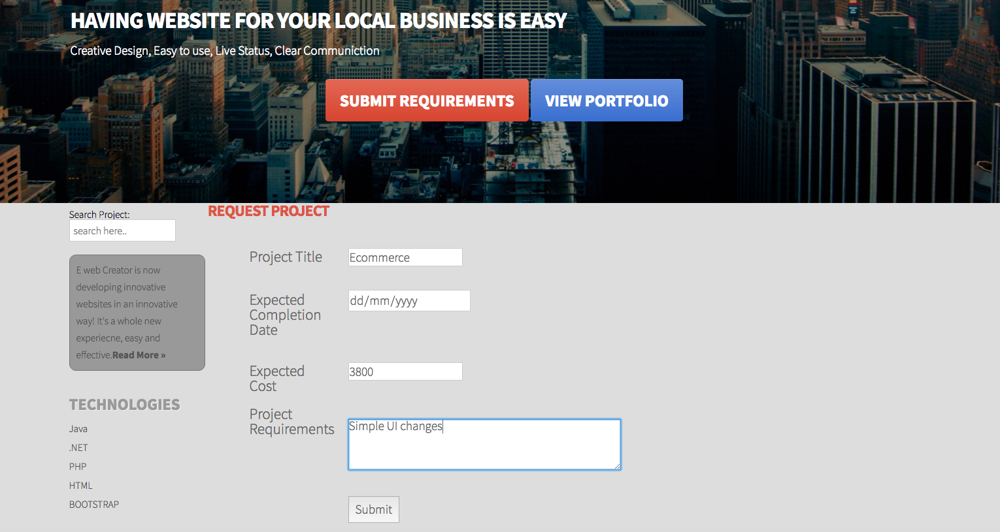 HAVING WEBSITE FOR YOUR LOCAL BUSINESS IS EASY
Creative Design, Easy to use, Live Status, Clear Communiction
SUBMIT REQUIREMENTS
VIEW PORTFOLIO
Search Project:
search here..
E web Creator is now
developing innovative
websites in an innovative
way! It's a whole new
experiecne, easy and
effective.Read More »
TECHNOLOGIES
Java
.NET
PHP
HTML
BOOTSTRAP
REQUEST PROJECT
Project Title
Ecommerce
Expected
Completion
Date
dd/mm/yyyy
Expected
Cost
3800
Project
Requirements
Simple UI changes
Submit